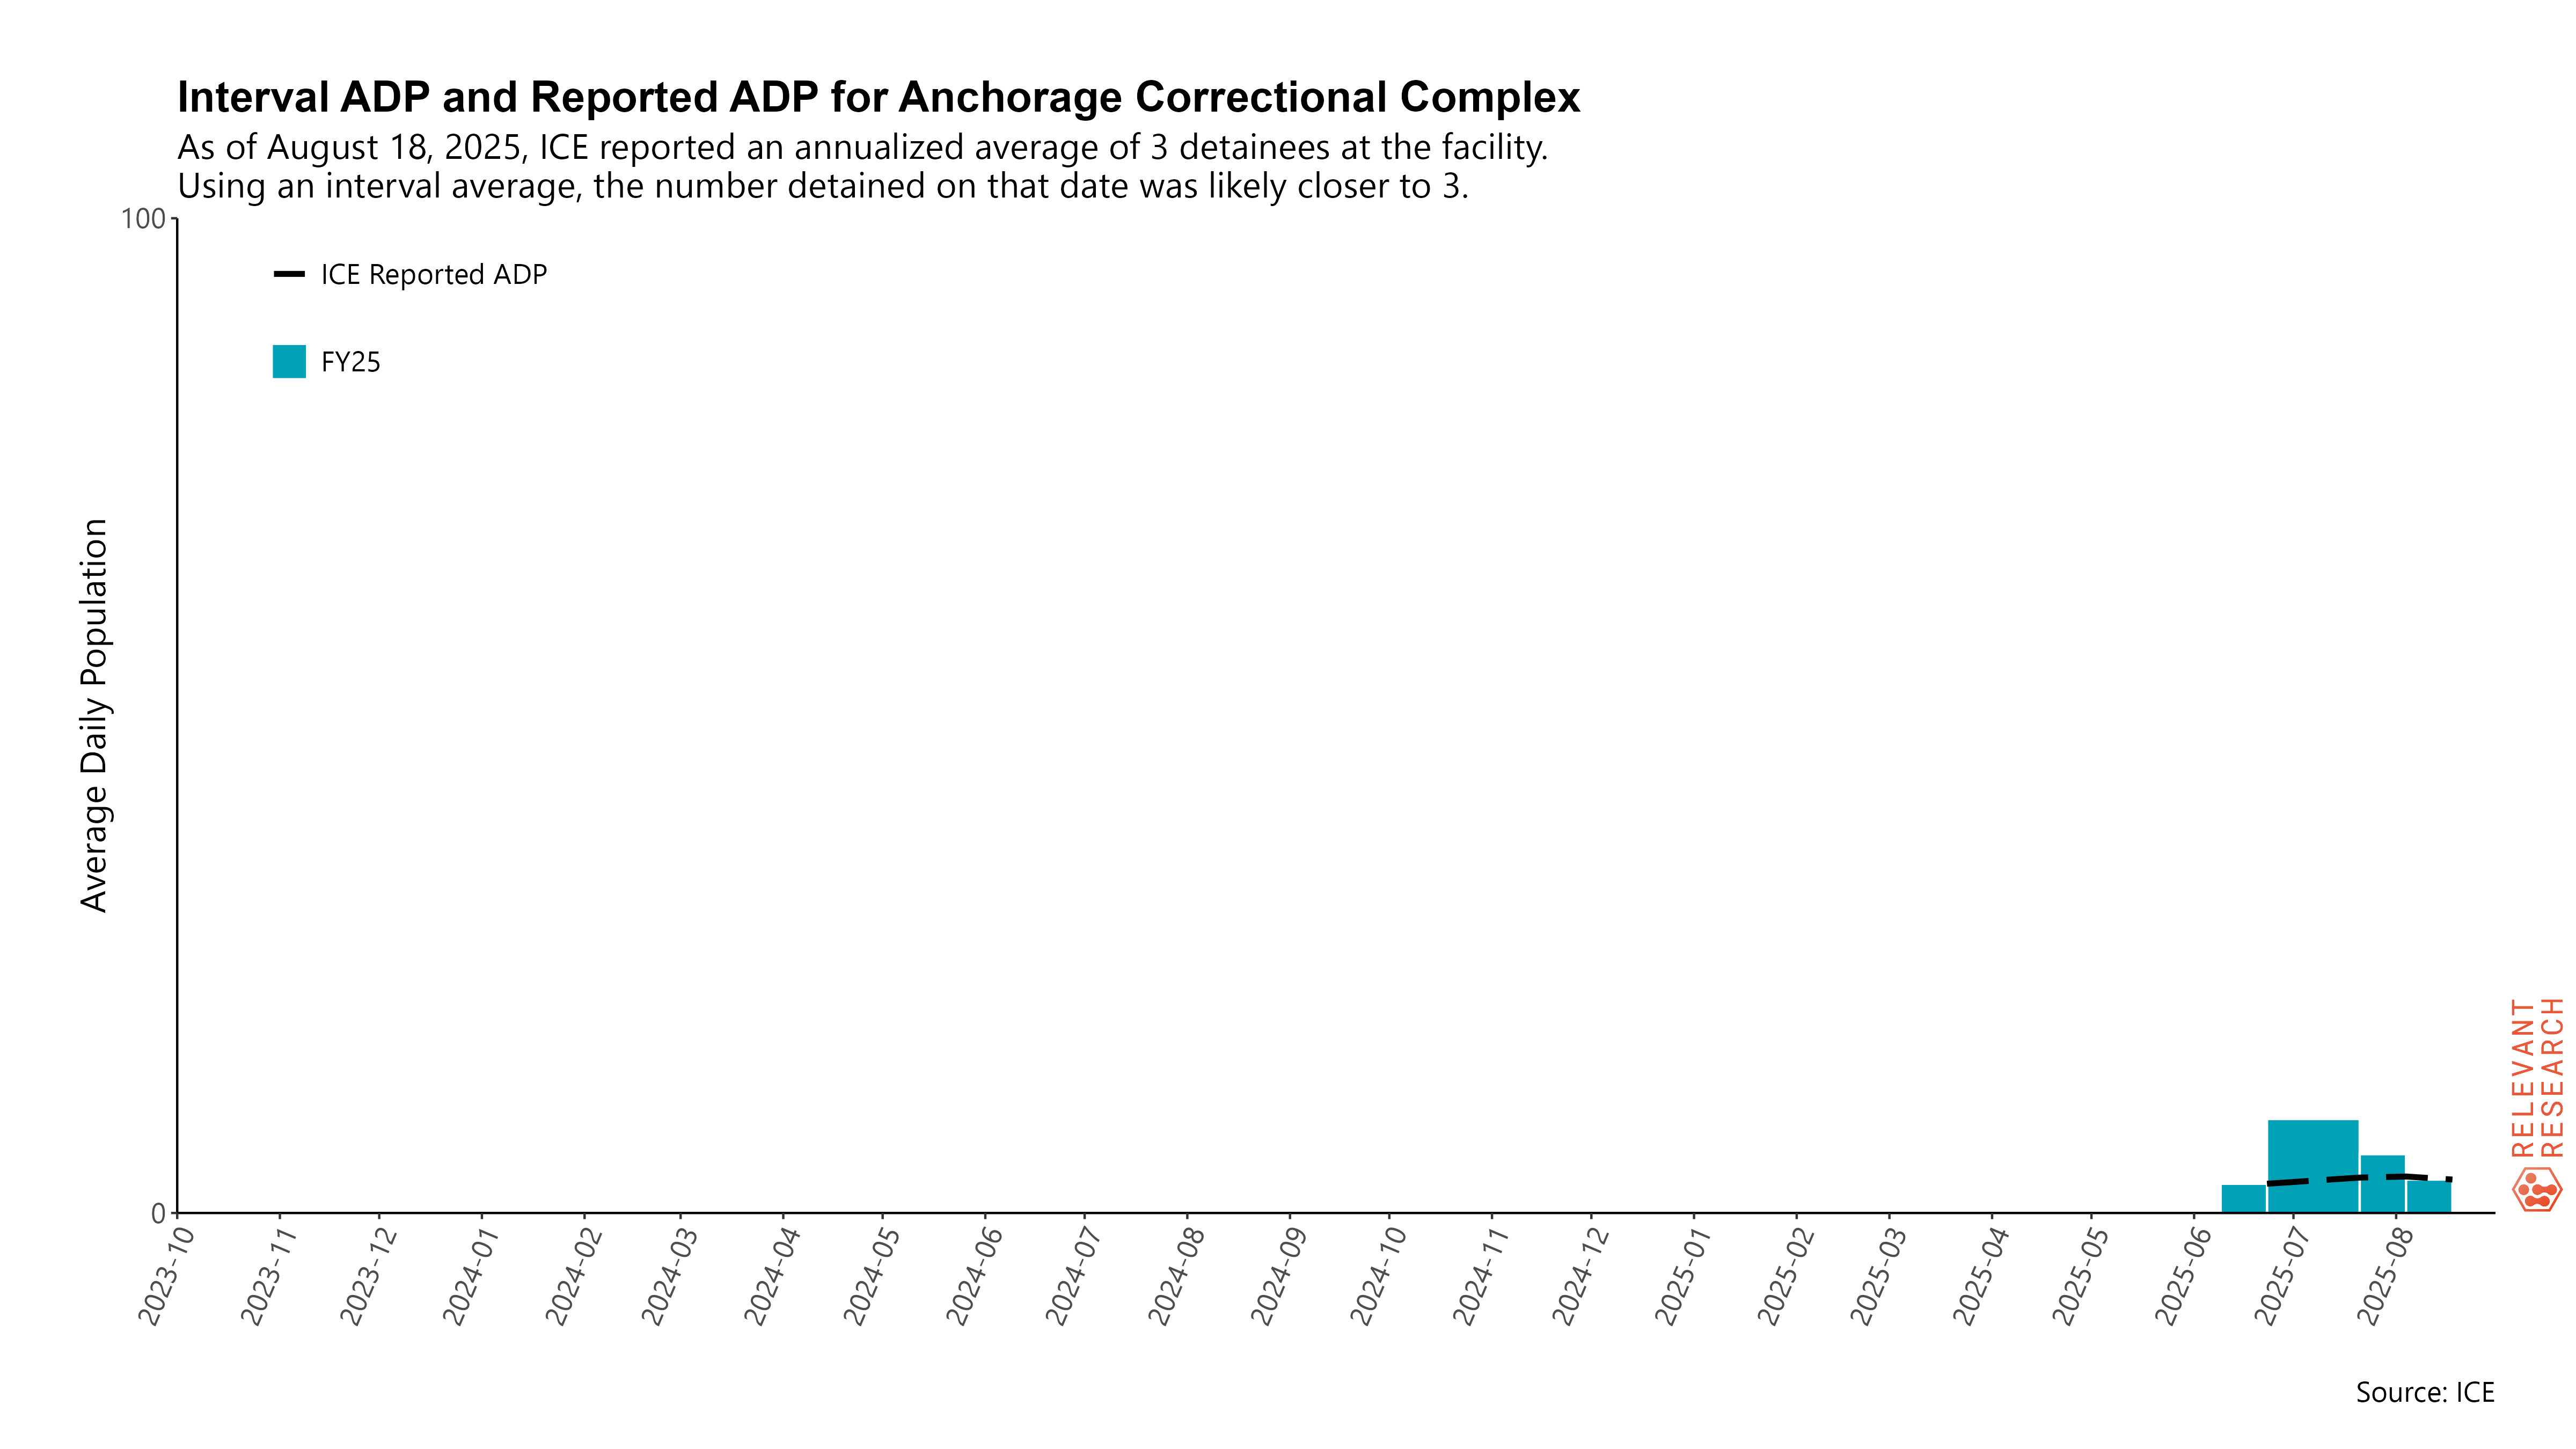 Interval ADP and Reported ADP for Anchorage Correctional Complex
As of August 18, 2025, ICE reported an annualized average of 3 detainees at the facility.
Using an interval average, the number detained on that date was likely closer to 3.
100
ICE Reported ADP
FY25
Average Daily Population
0
2023-10
2023-11
2023-12
2024-01
2024-02
2024-03
2024-04
2024-05
2024-06
2024-07
2024-08
2024-09
2024-10
2024-11
2024-12
2025-01
2025-02
2025-03
2025-04
2025-05
2025-06
2025-07
2025-08
RELEVANT
RESEARCH
Source: ICE